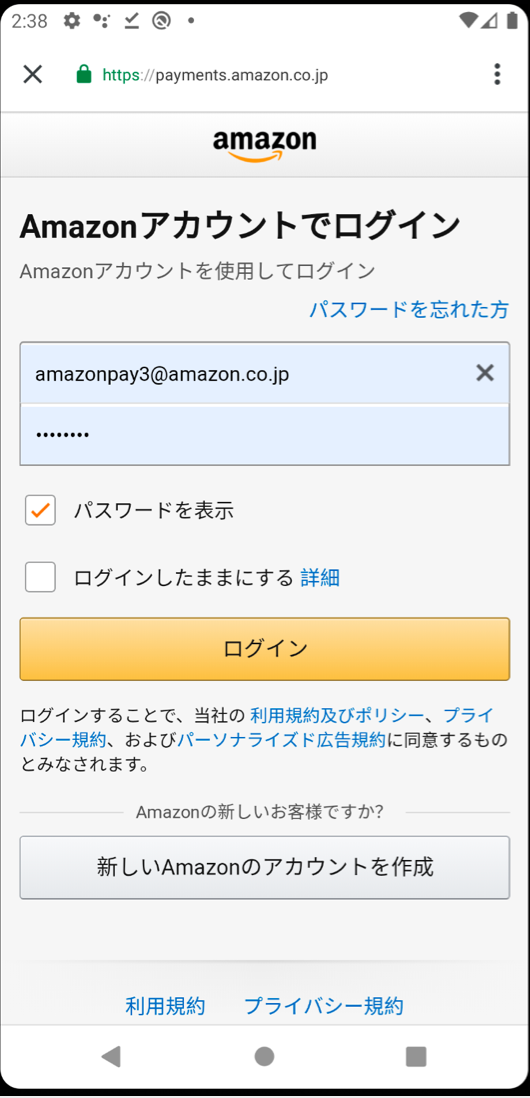 2:38
https://payments.amazon.co.jp
amazon
Amazonアカウントでログイン
Amazonアカウントを使用してログイン
パスワードを忘れた方
amazonpay3@amazon.co.jp
••••••••
パスワードを表示
ログインしたままにする 詳細
ログイン
ログインすることで、当社の 利用規約及びポリシー、プライ
バシー規約、およびパーソナライズド広告規約に同意するもの
とみなされます。
Amazonの新しいお客様ですか?
新しいAmazonのアカウントを作成
利用規約 プライバシー規約